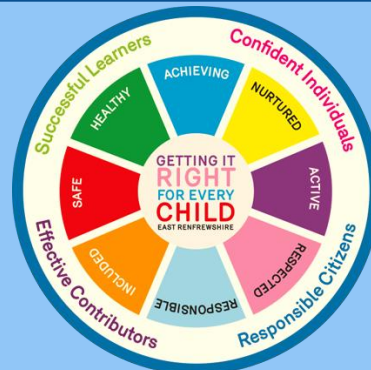 Successful Learners
Confident Individuals
Responsible Citizens
Effective Contributors
ACHIEVING
NURTURED
ACTIVE
RESPECTED
RESPONSIBLE
INCLUDED
SAFE
HEALTHY
GETTING IT
RIGHT
FOR EVERY
CHILD
EAST RENFREWSHIRE